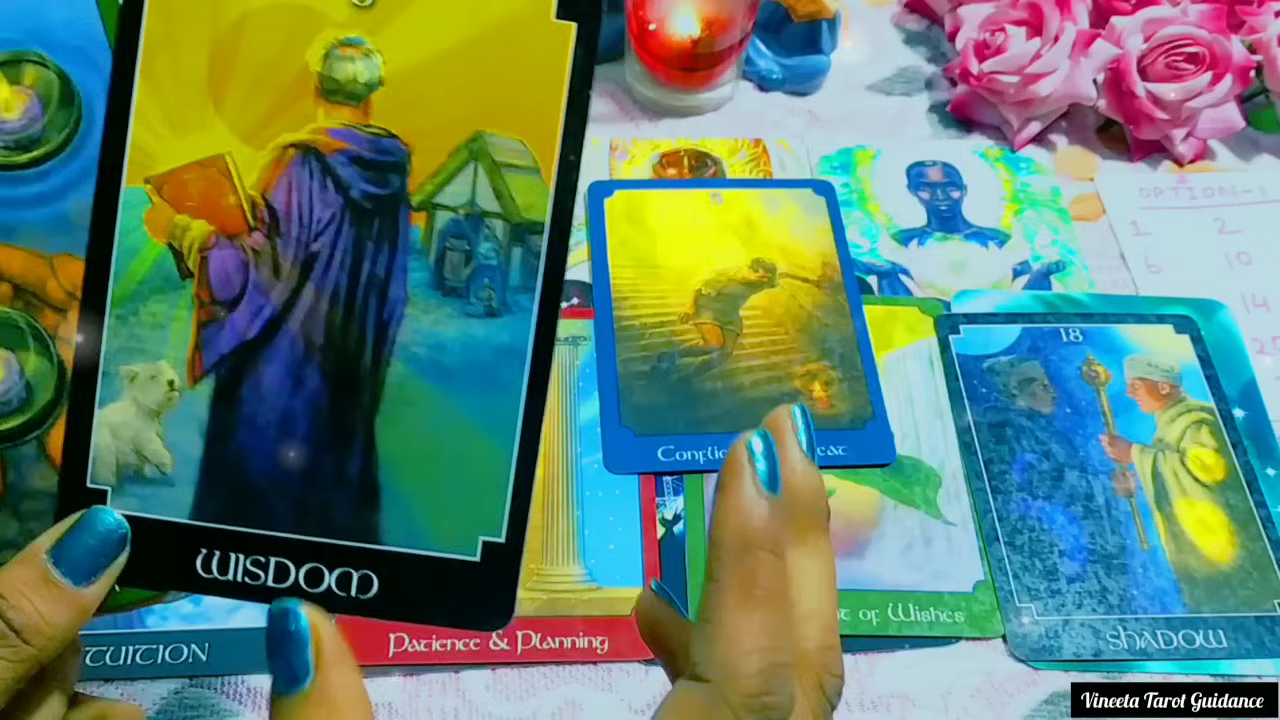 WISDOM
OPTION-1
1 2
6 10
14
18
TUITION
Patience & Planning
of Wishes
SHADOW
Vineeta Tarot Guidance